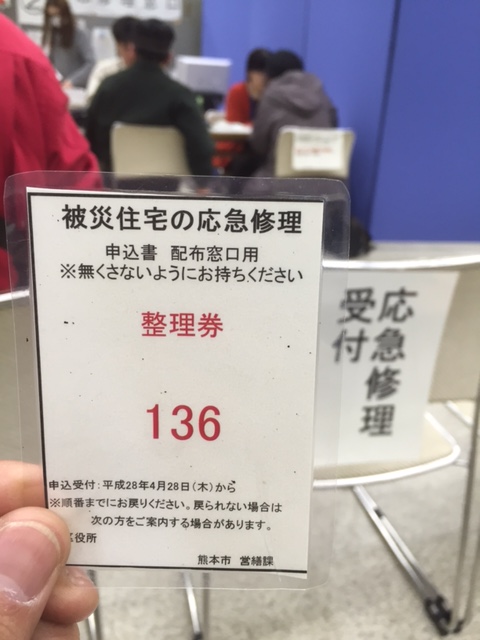 被災住宅の応急修理
申込書 配布窓口用
※無くさないようにお持ちください
整理券
136
申込受付:平成28年4月28日(木)から
※順番までにお戻りください。戻られない場合は
次の方をご案内する場合があります。
役所
熊本市 営繕課
応急修理
受付